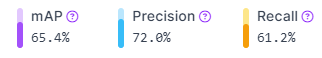 mAP ? Precision ? Recall ?
65.4% 72.0% 61.2%